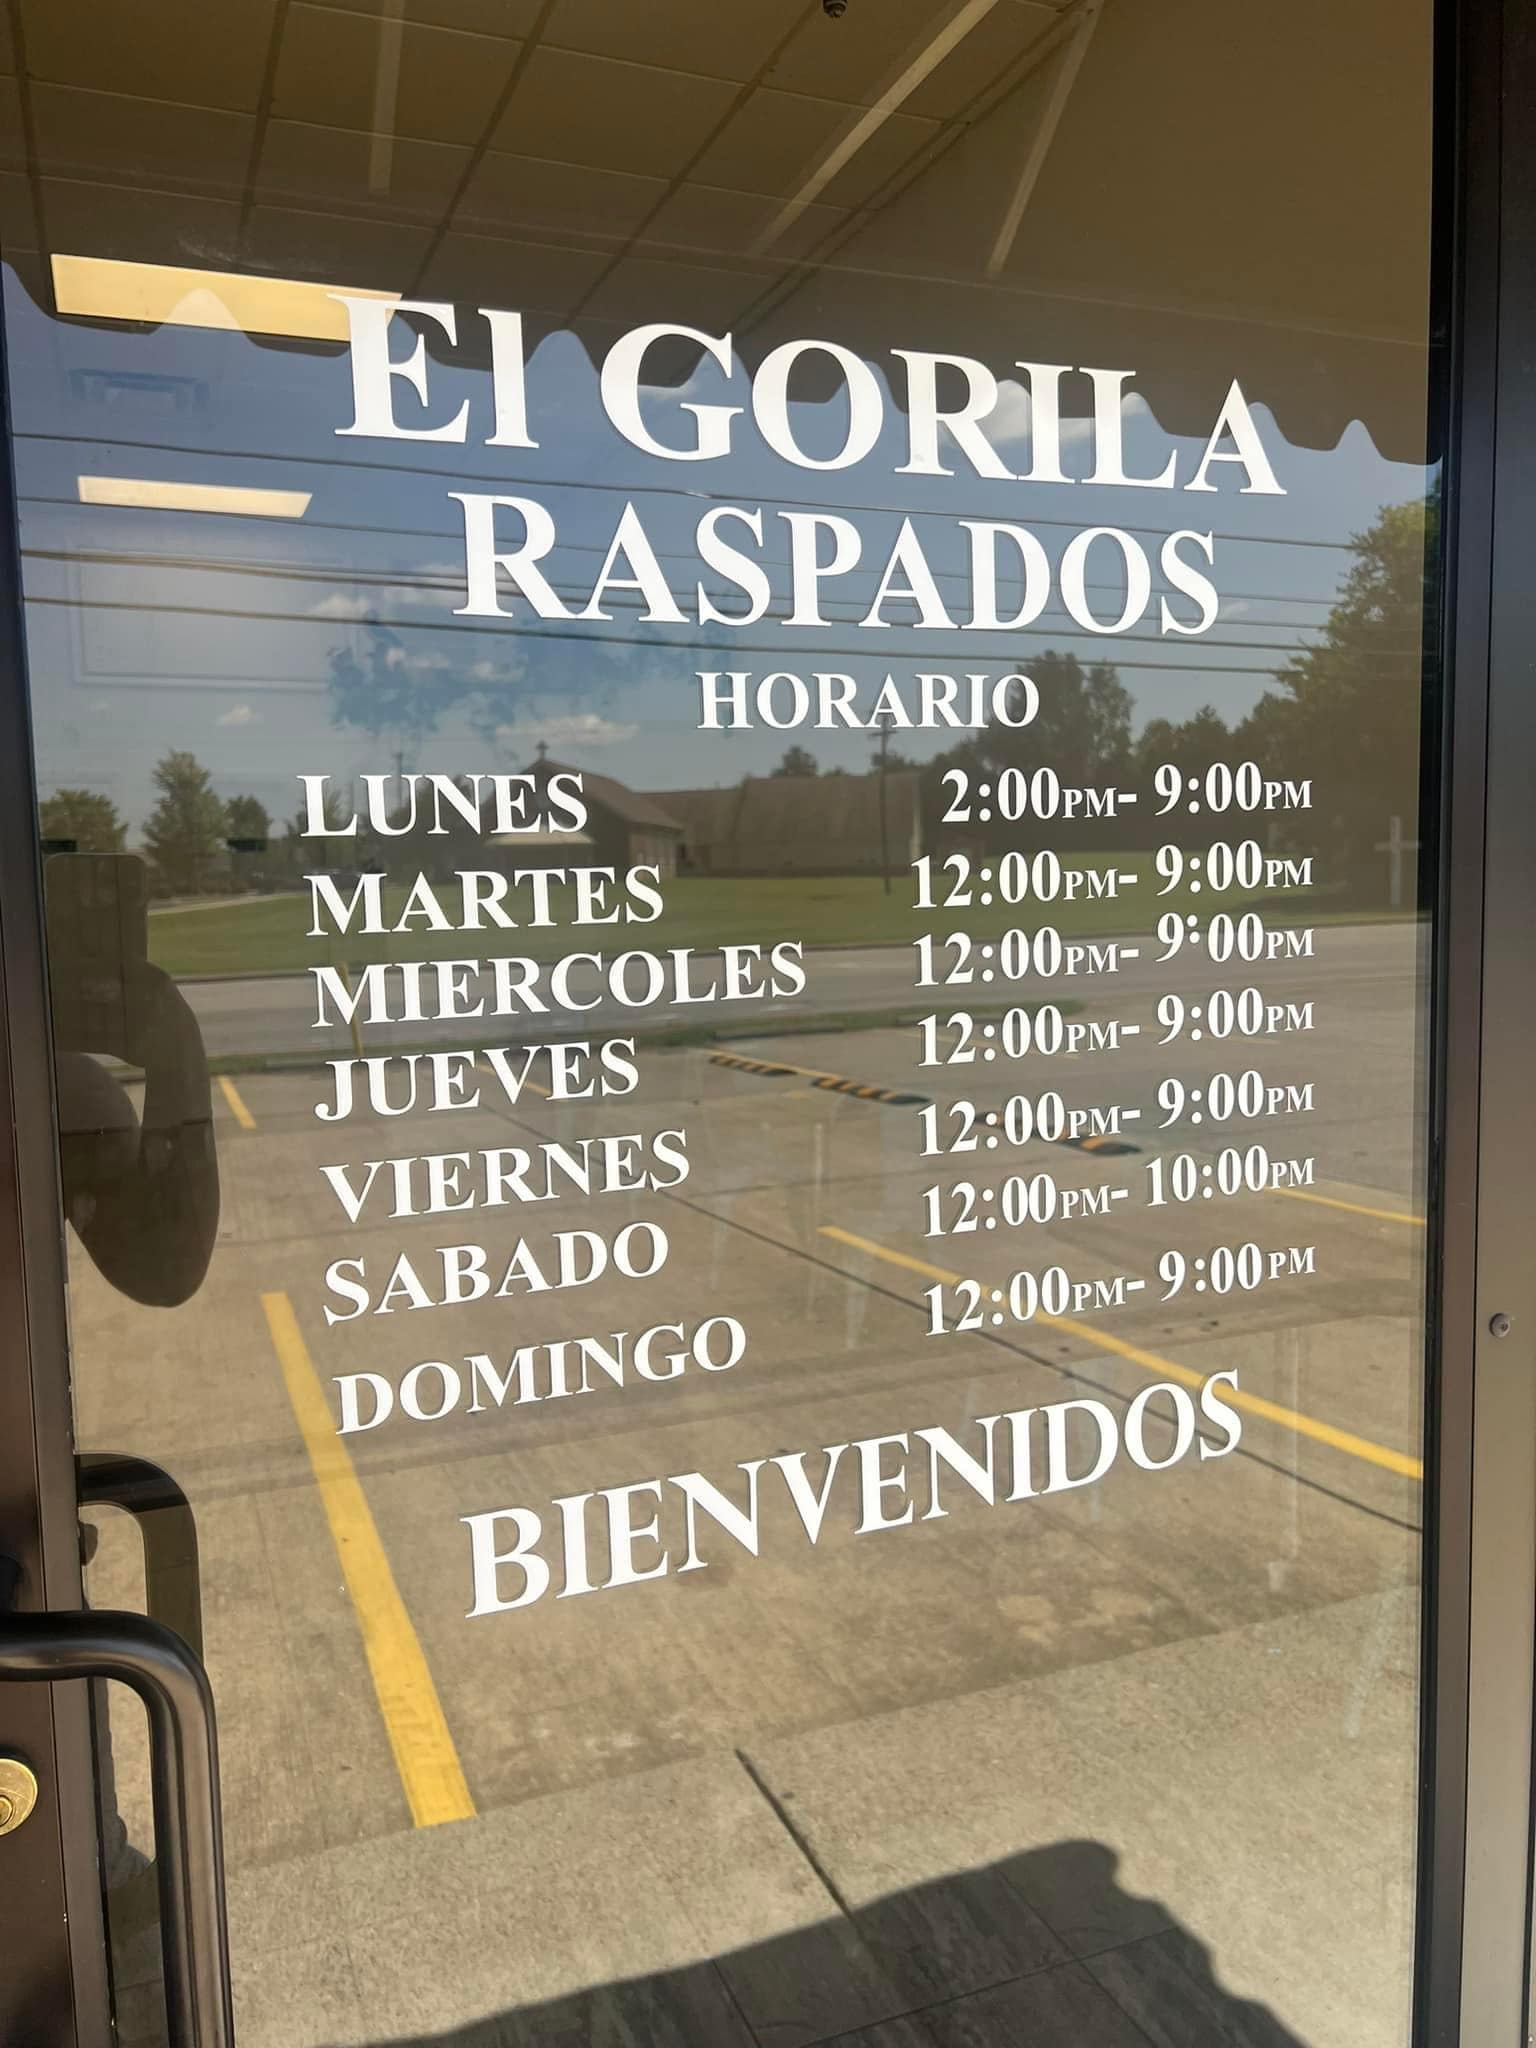 El GORILA
RASPADOS
HORARIO
LUNES 2:00PM- 9:00PM
MARTES 12:00PM- 9:00PM
MIERCOLES 12:00PM- 9:00PM
JUEVES 12:00PM- 9:00PM
VIERNES 12:00PM- 9:00PM
SABADO 12:00PM- 10:00PM
DOMINGO 12:00PM- 9:00PM
BIENVENIDOS